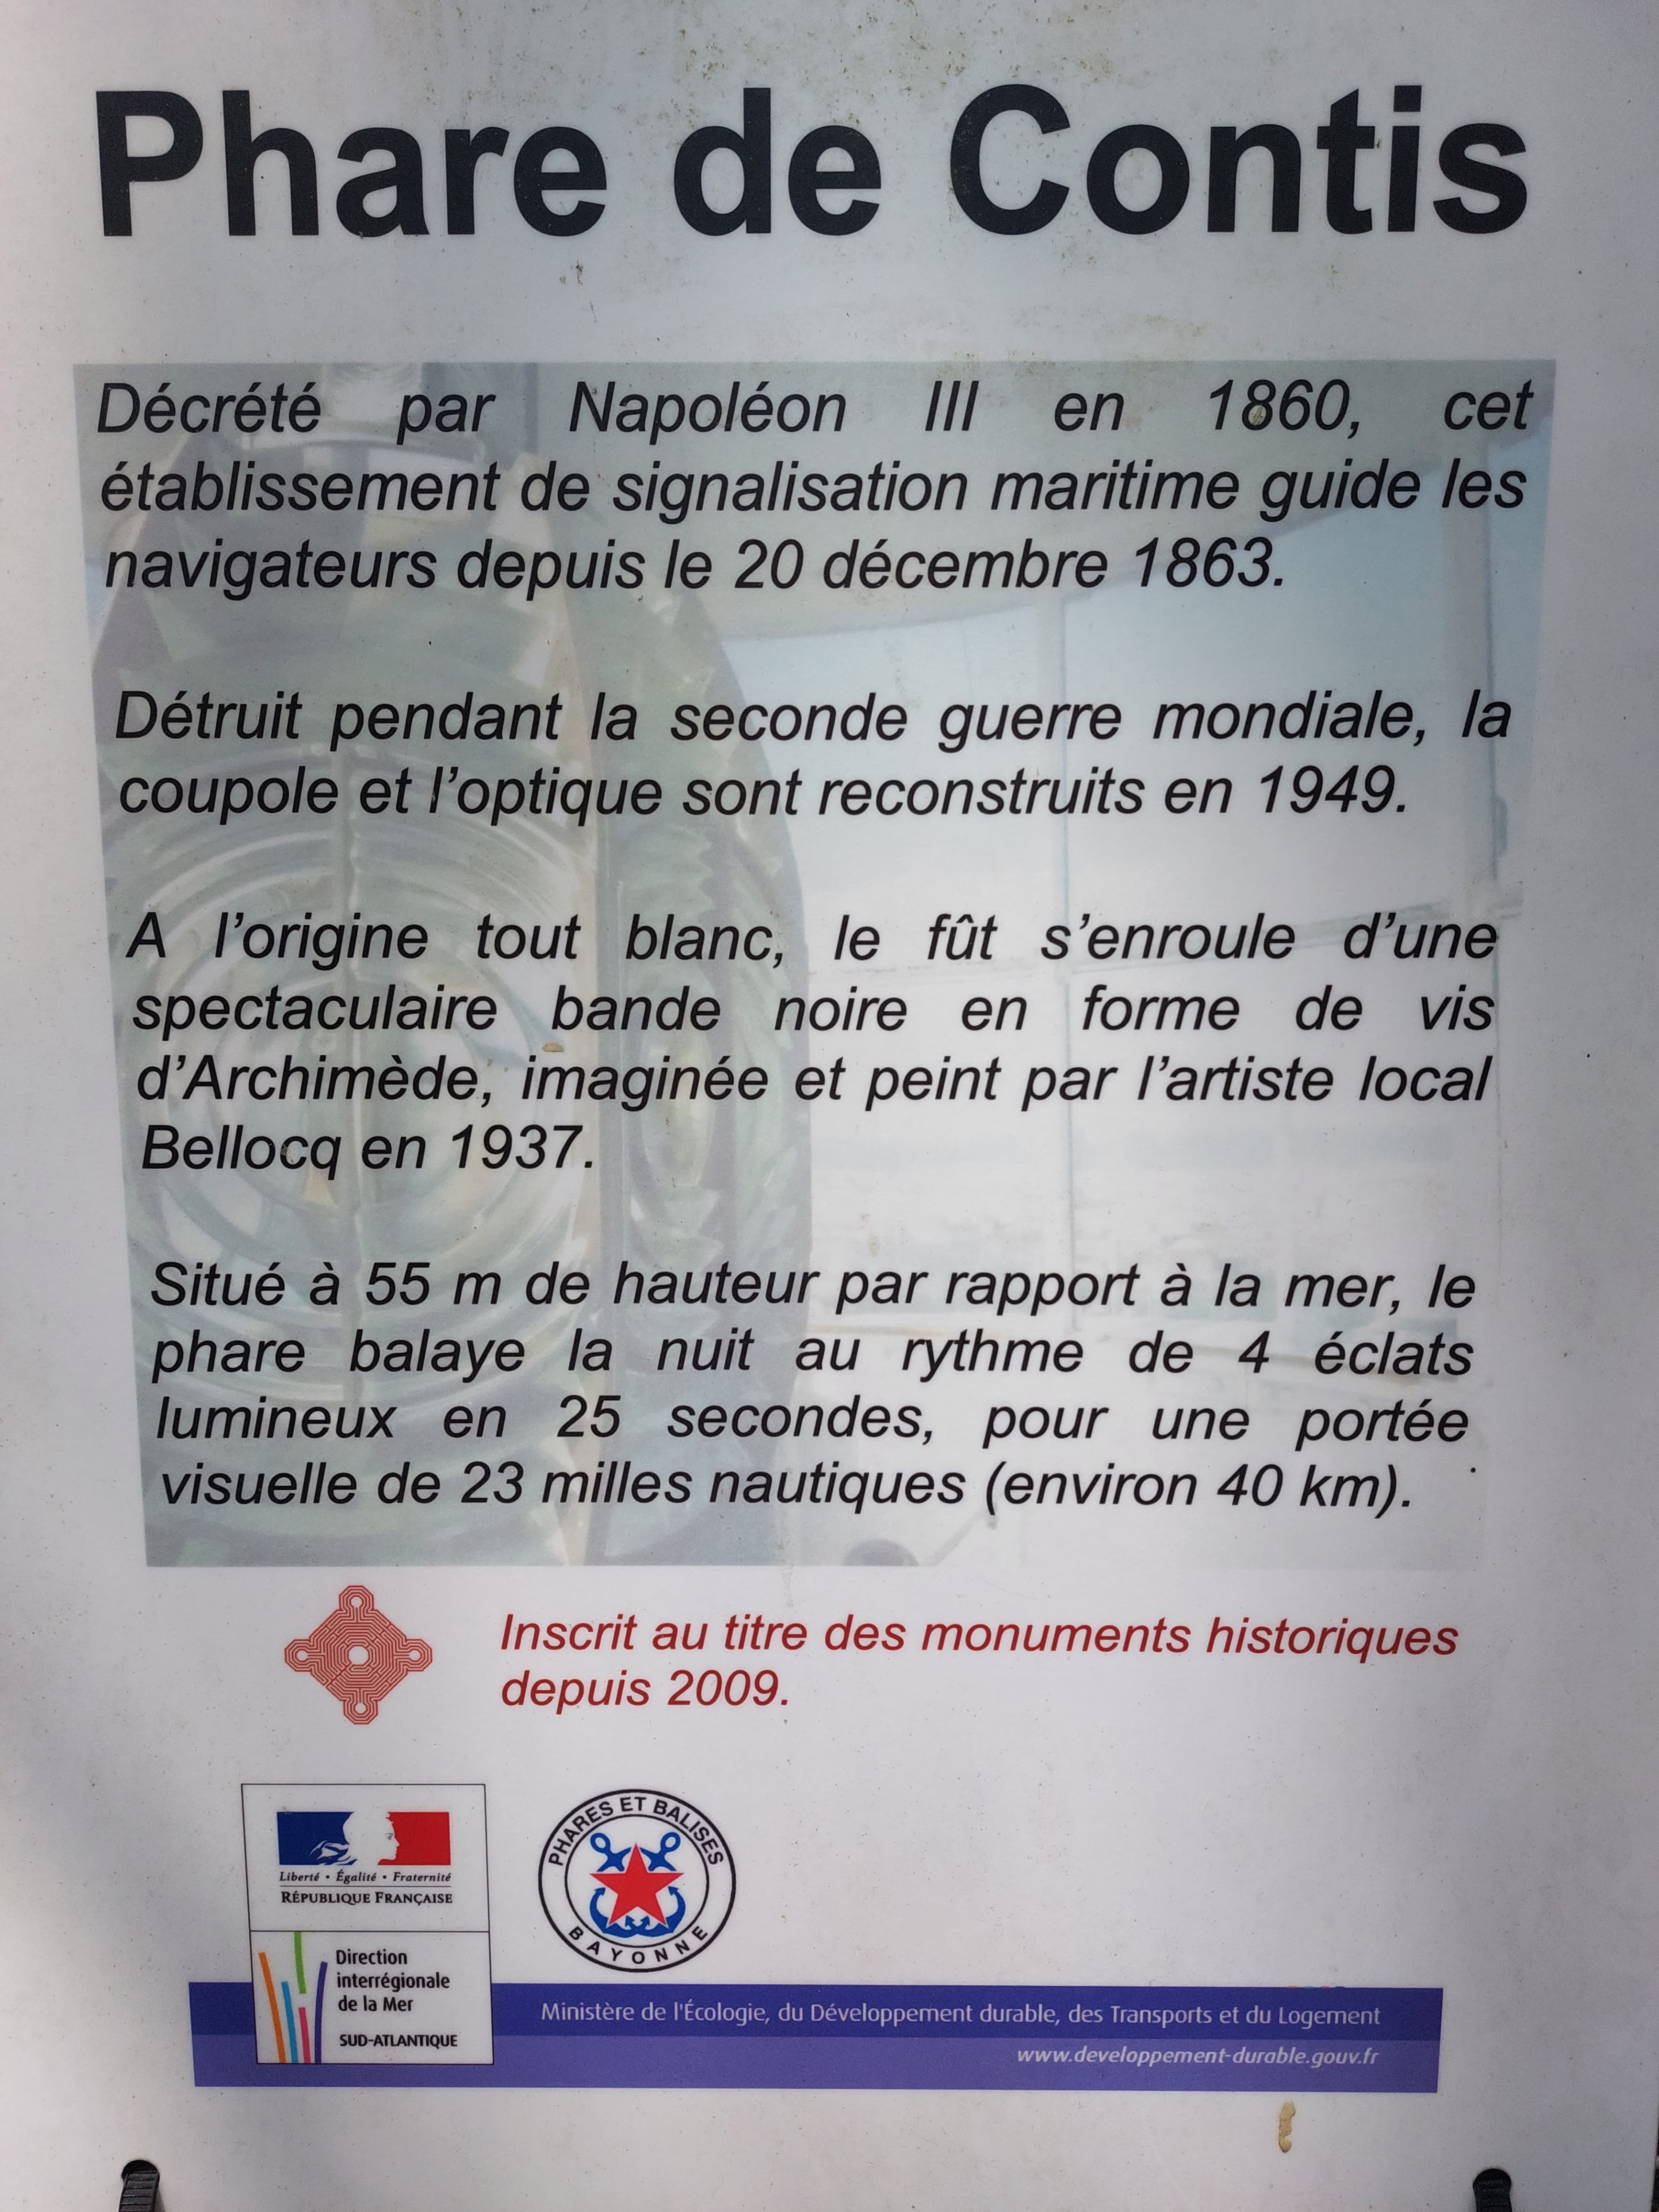 Phare de Contis
Décrété par Napoléon III en 1860, cet
établissement de signalisation maritime guide les
navigateurs depuis le 20 décembre 1863.
Détruit pendant la seconde guerre mondiale, la
coupole et l'optique sont reconstruits en 1949.
A l'origine tout blanc, le fût s'enroule d'une
spectaculaire bande noire en forme de vis
d'Archimède, imaginée et peint par l'artiste local
Bellocq en 1937.
Situé à 55 m de hauteur par rapport à la mer, le
phare balaye la nuit au rythme de 4 éclats
lumineux en 25 secondes, pour une portée
visuelle de 23 milles nautiques (environ 40 km).
Inscrit au titre des monuments historiques
depuis 2009.
Liberté • Égalité • Fraternité
RÉPUBLIQUE FRANÇAISE
PHARES ET BALISES
BAYONNE
Direction
interrégionale
de la Mer
SUD-ATLANTIQUE
Ministère de l'Écologie, du Développement durable, des Transports et du Logement
www.developpement-durable.gouv.fr